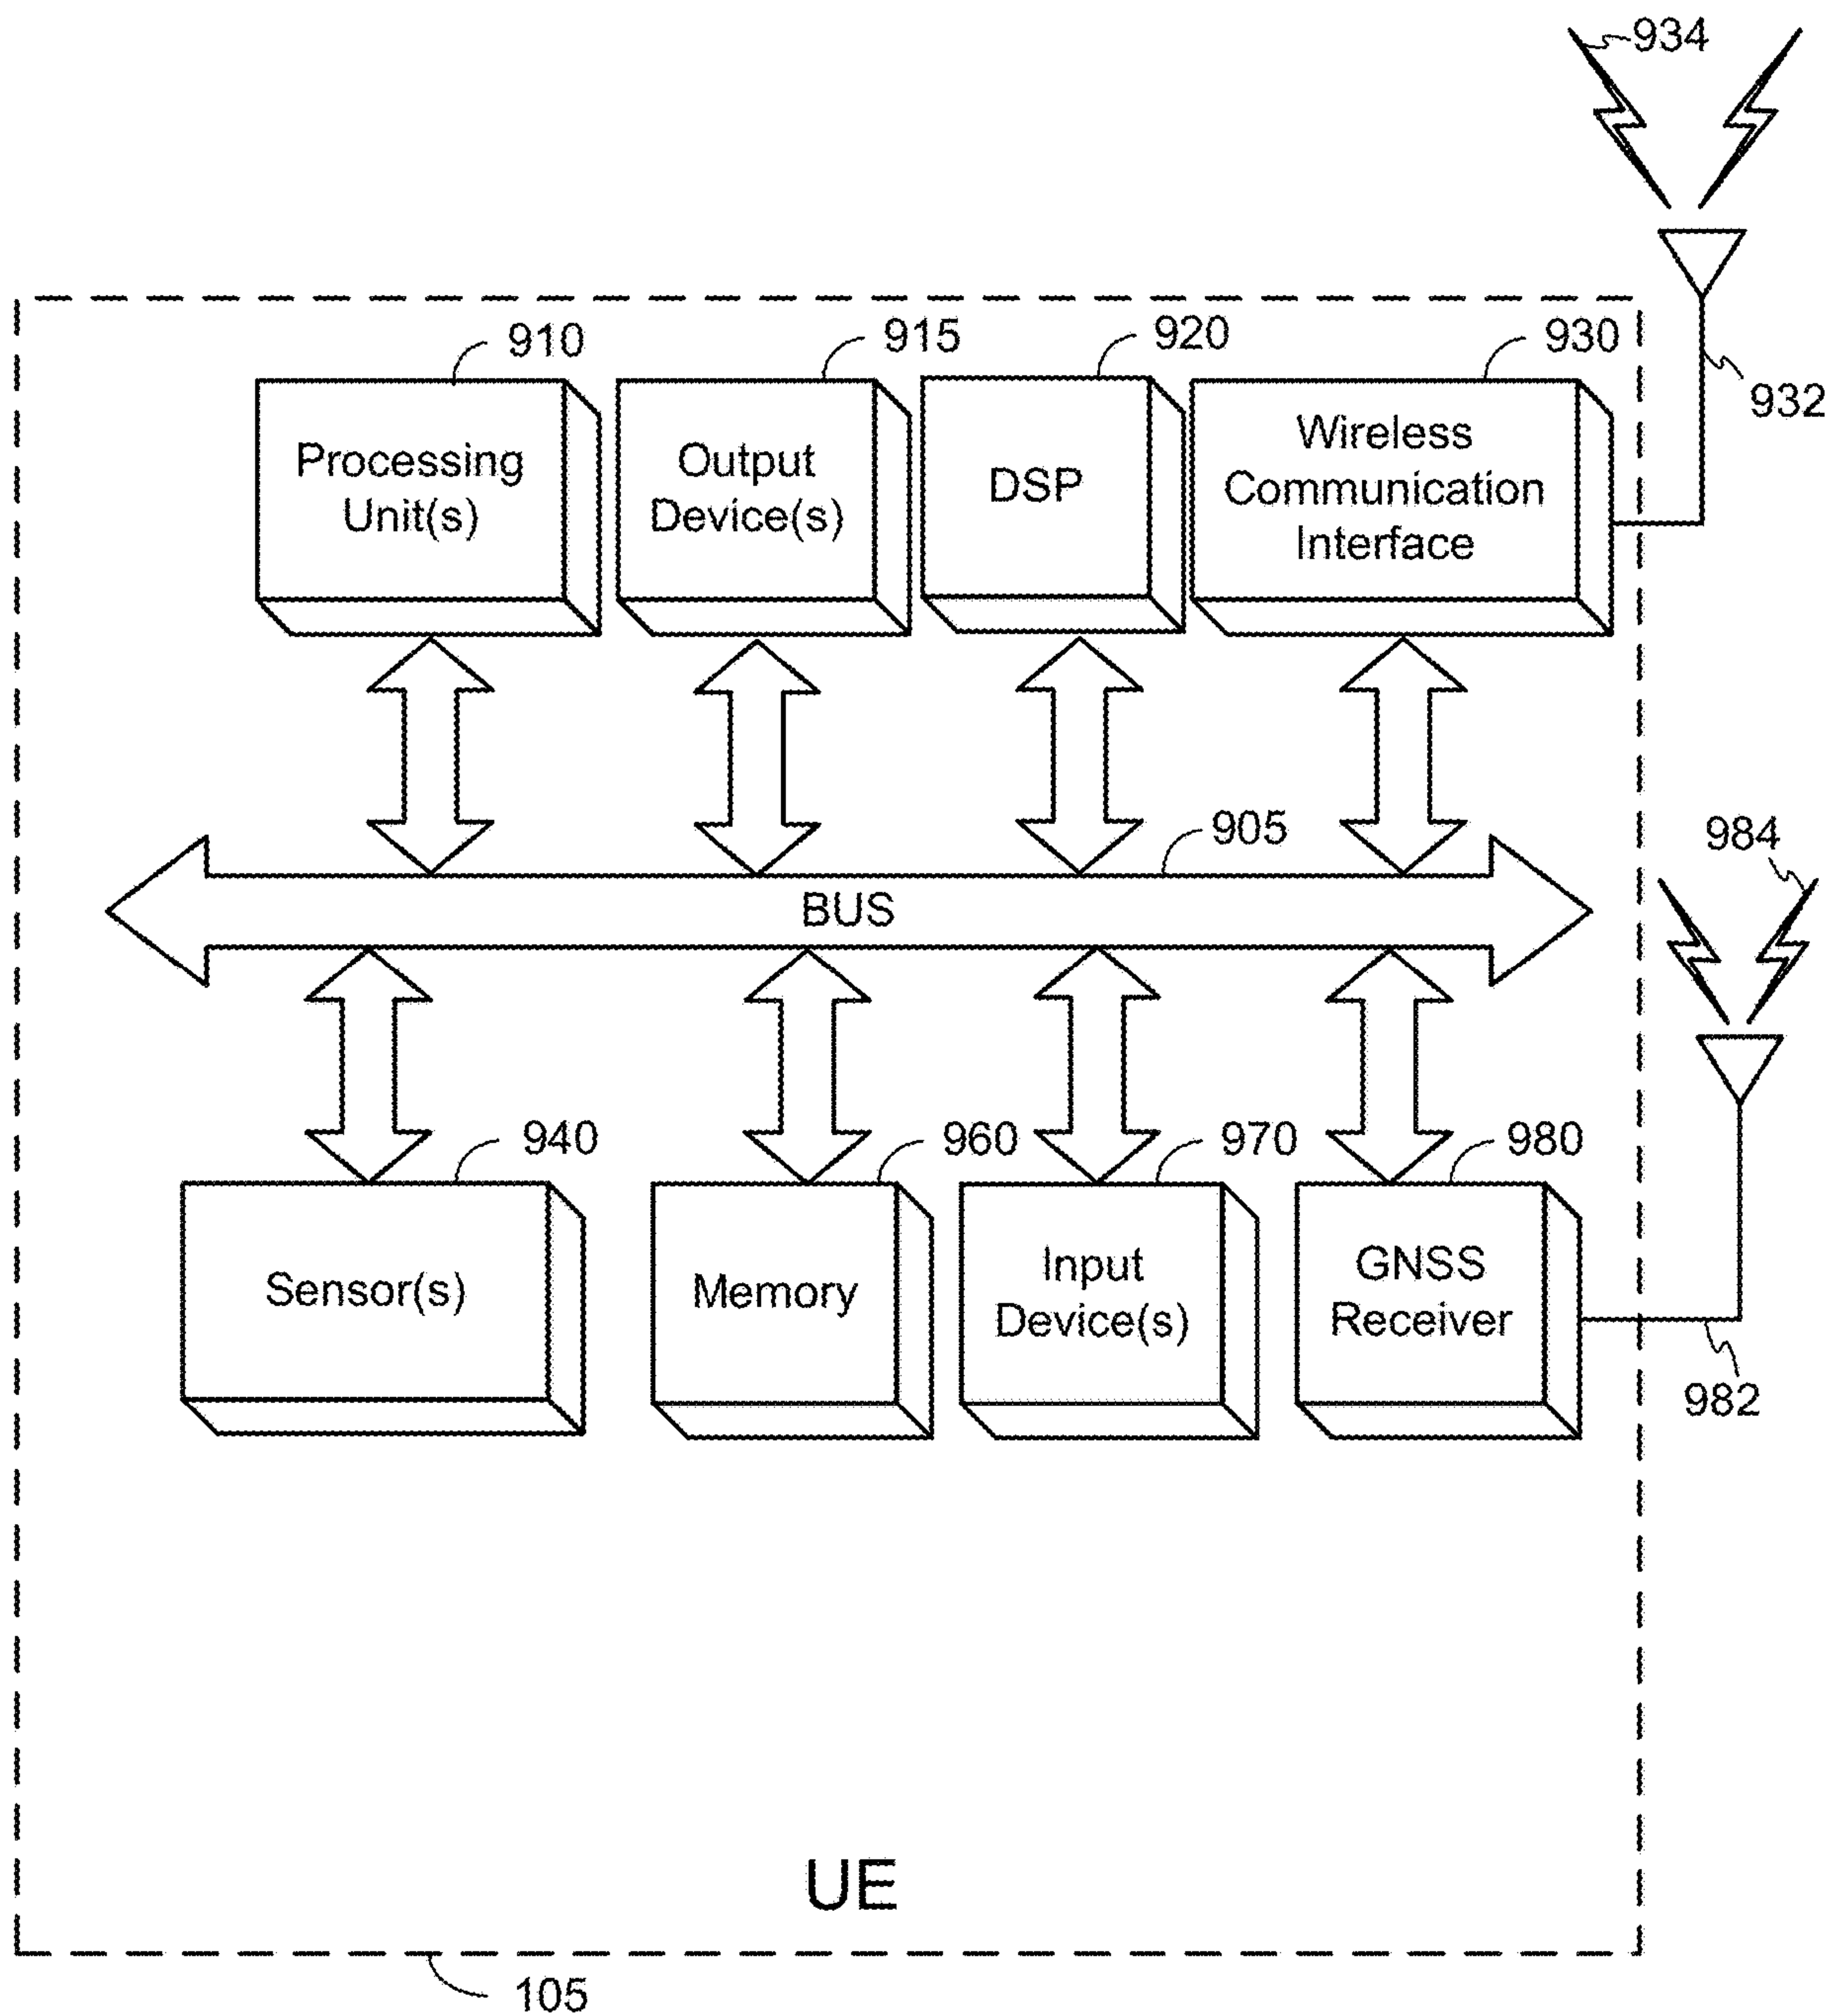 934
910
915
920
930
932
Processing
Unit(s)
Output
Device(s)
DSP
Wireless
Communication
Interface
905
984
BUS
940
960
970
980
Sensor(s)
Memory
Input
Device(s)
GNSS
Receiver
982
UE
105